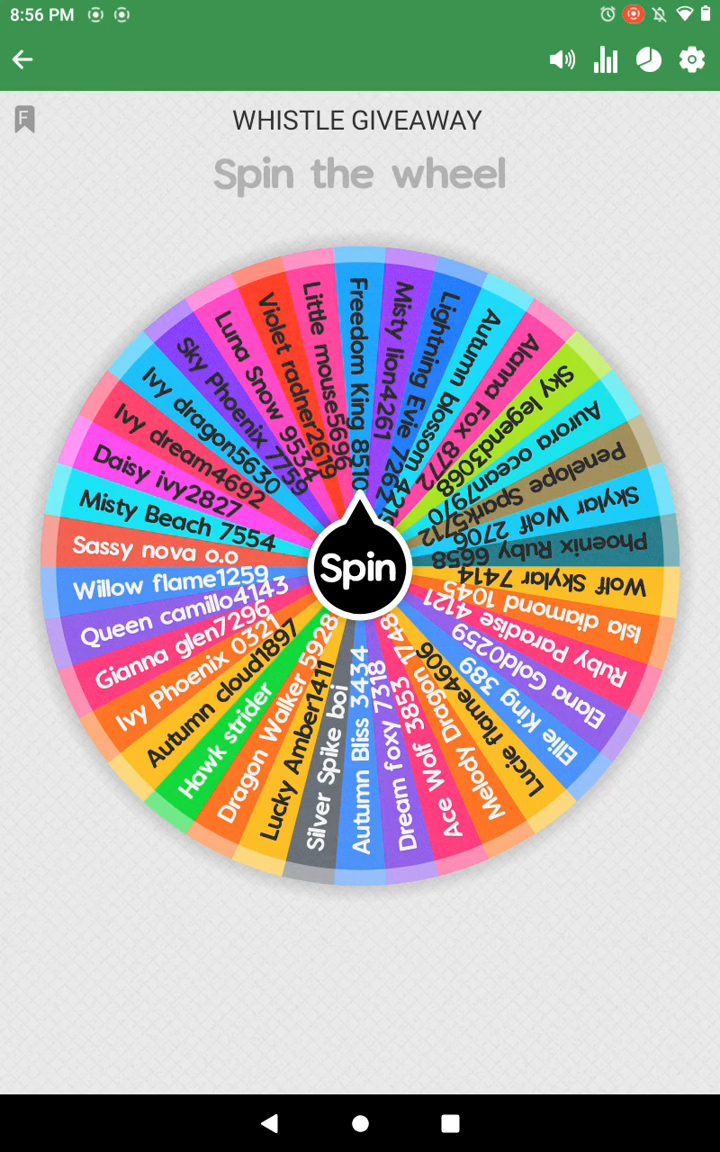 8:56 PM
F
WHISTLE GIVEAWAY
Spin the wheel
Freedom King 8510
Misty lion4261
Lightning Evie 7262
Autumn blossom 4219
Alanna Fox 8772
Sky legend3068
Aurora ocean7970
Penelope Spark5712
Skylar Wolf 2706
Phoenix Ruby 6658
Wolf Skylar 7414
Isla diamond 1045
Ruby Paradise 4121
Elana Gold0259
Ellie King 389
Lucie flame4606
Melody Dragon 1748
Ace Wolf 3853
Dream foxy 7318
Autumn Bliss 3434
Silver Spike boi
Lucky Amber1411
Dragon Walker 5928
Hawk strider
Autumn cloud1897
Ivy Phoenix 0321
Gianna glen7296
Queen camillo4143
Willow flame1259
Sassy nova o.o
Misty Beach 7554
Daisy ivy2827
Ivy dream4692
Ivy dragon5630
Sky Phoenix 7759
Luna Snow 9534
Violet radner2619
Little mouse5696
Spin